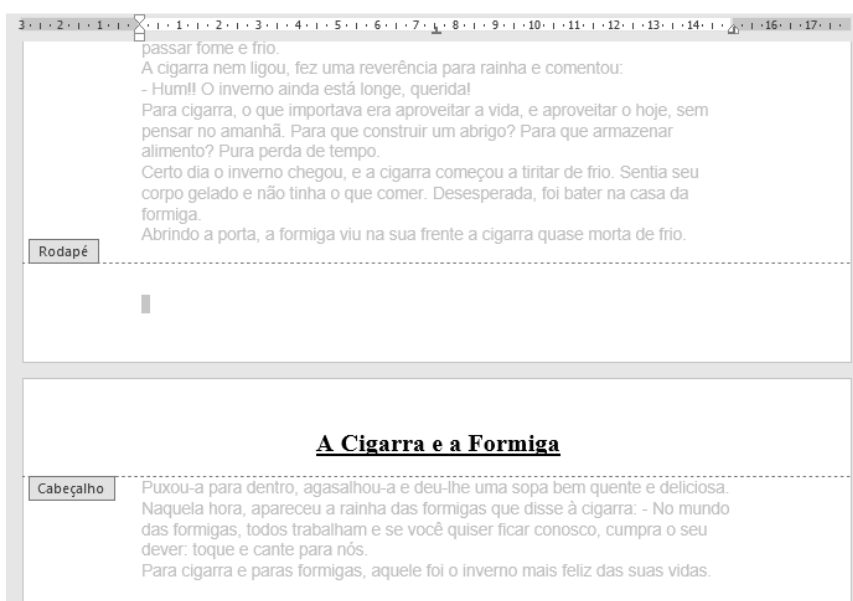 3 · 2 · 1 · 1 · 2 · 3 · 4 · 5 · 6 · 7 · 8 · 9 · 10 · 11 · 12 · 13 · 14 · 16 · 17
passar fome e frio.
A cigarra nem ligou, fez uma reverência para rainha e comentou:
- Hum!! O inverno ainda está longe, querida!
Para cigarra, o que importava era aproveitar a vida, e aproveitar o hoje, sem
pensar no amanhã. Para que construir um abrigo? Para que armazenar
alimento? Pura perda de tempo.
Certo dia o inverno chegou, e a cigarra começou a tiritar de frio. Sentia seu
corpo gelado e não tinha o que comer. Desesperada, foi bater na casa da
formiga.
Abrindo a porta, a formiga viu na sua frente a cigarra quase morta de frio.
Rodapé
A Cigarra e a Formiga
Cabeçalho
Puxou-a para dentro, agasalhou-a e deu-lhe uma sopa bem quente e deliciosa.
Naquela hora, apareceu a rainha das formigas que disse à cigarra: - No mundo
das formigas, todos trabalham e se você quiser ficar conosco, cumpra o seu
dever: toque e cante para nós.
Para cigarra e paras formigas, aquele foi o inverno mais feliz das suas vidas.